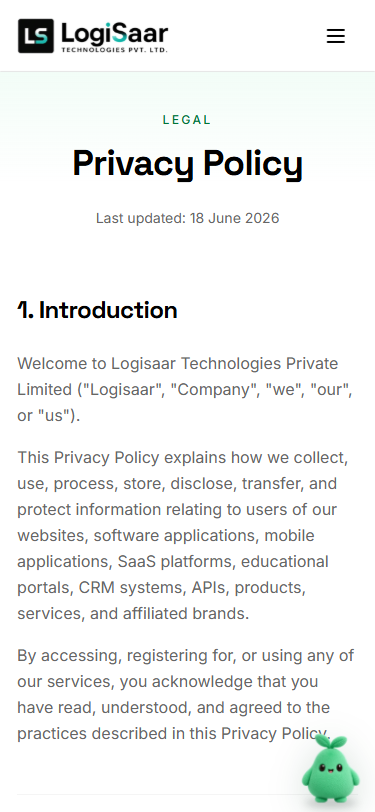 LS LogiSaar
TECHNOLOGIES PVT. LTD.
LEGAL
Privacy Policy
Last updated: 18 June 2026
1. Introduction
Welcome to Logisaar Technologies Private
Limited ("Logisaar", "Company", "we", "our",
or "us").
This Privacy Policy explains how we collect,
use, process, store, disclose, transfer, and
protect information relating to users of our
websites, software applications, mobile
applications, SaaS platforms, educational
portals, CRM systems, APIs, products,
services, and affiliated brands.
By accessing, registering for, or using any of
our services, you acknowledge that you
have read, understood, and agreed to the
practices described in this Privacy Policy.